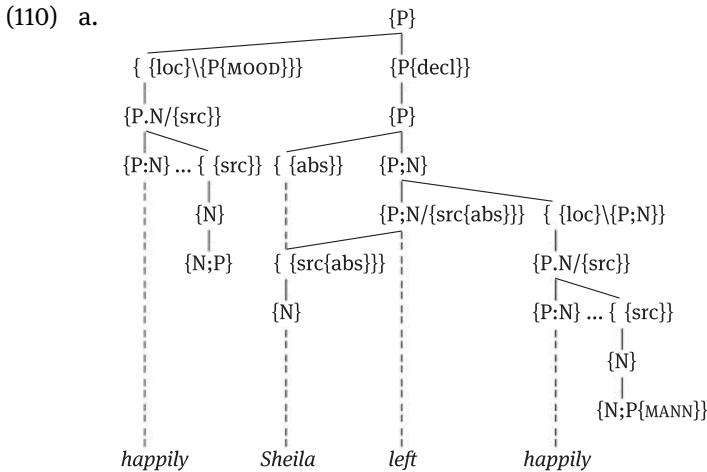 (110) a. {P}
{ {loc}\{P{MOOD}}} {P{decl}}
{P.N/{src}} {P}
{P:N} ... { {src}} { {abs}} {P;N}
{N} {P;N/{src{abs}}} { {loc}\{P;N}}
{N;P} { {src{abs}}} {P.N/{src}}
{N} {P:N} ... { {src}}
{N}
{N;P{MANN}}
happily Sheila left happily